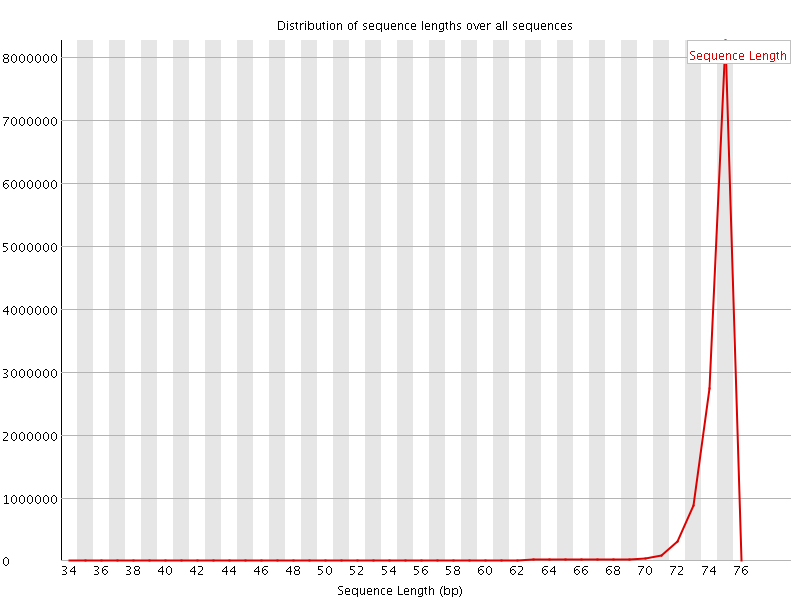 Distribution of sequence lengths over all sequences
Sequence Length
8000000
7000000
6000000
5000000
4000000
3000000
2000000
1000000
0
34 36 38 40 42 44 46 48 50 52 54 56 58 60 62 64 66 68 70 72 74 76
Sequence Length (bp)